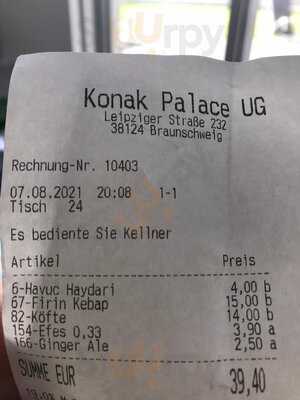 Konak Palace UG
Leipziger Straße 232
38124 Braunschweig
Rechnung-Nr. 10403
07.08.2021 20:08 1-1
Tisch 24
Es bediente Sie Kellner
Artikel Preis
6-Havuc Haydari 4,00 b
67-Firin Kebap 15,00 b
82-Köfte 14,00 b
154-Efes 0,33 3,90 a
166-Ginger Ale 2,50 a
SUMME EUR 39,40